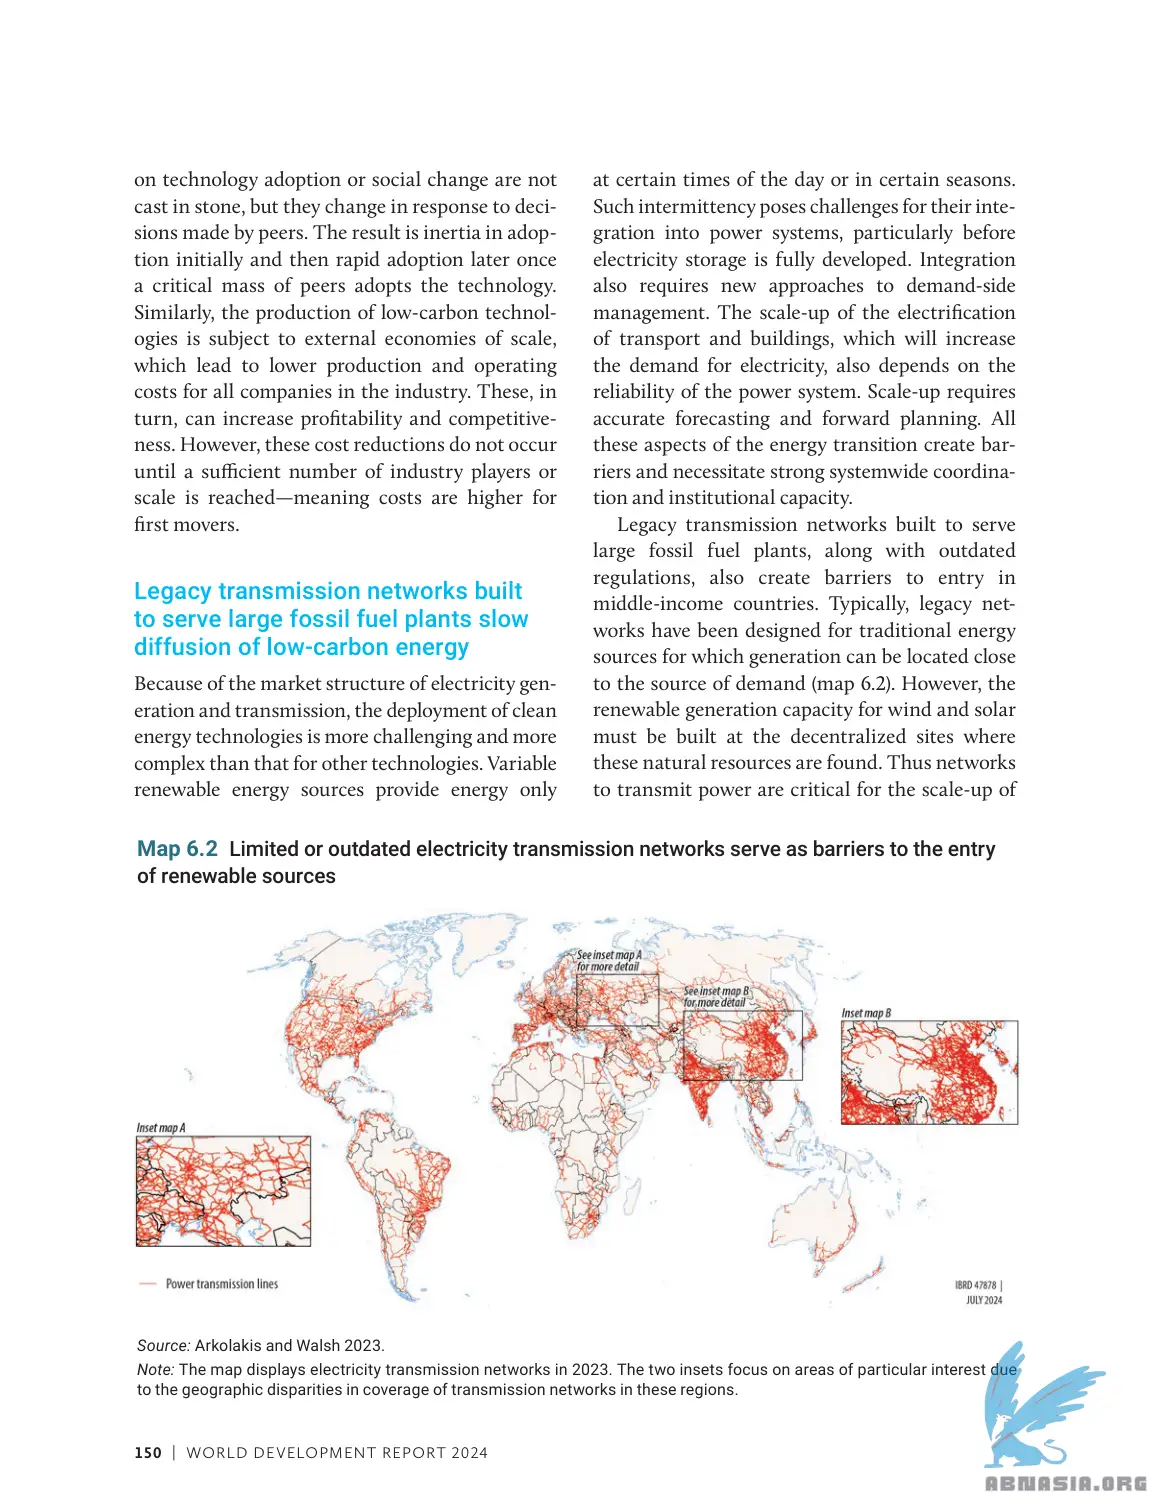 on technology adoption or social change are not
cast in stone, but they change in response to deci-
sions made by peers. The result is inertia in adop-
tion initially and then rapid adoption later once
a critical mass of peers adopts the technology.
Similarly, the production of low-carbon technol-
ogies is subject to external economies of scale,
which lead to lower production and operating
costs for all companies in the industry. These, in
turn, can increase profitability and competitive-
ness. However, these cost reductions do not occur
until a sufficient number of industry players or
scale is reached—meaning costs are higher for
first movers.
Legacy transmission networks built
to serve large fossil fuel plants slow
diffusion of low-carbon energy
Because of the market structure of electricity gen-
eration and transmission, the deployment of clean
energy technologies is more challenging and more
complex than that for other technologies. Variable
renewable energy sources provide energy only
at certain times of the day or in certain seasons.
Such intermittency poses challenges for their inte-
gration into power systems, particularly before
electricity storage is fully developed. Integration
also requires new approaches to demand-side
management. The scale-up of the electrification
of transport and buildings, which will increase
the demand for electricity, also depends on the
reliability of the power system. Scale-up requires
accurate forecasting and forward planning. All
these aspects of the energy transition create bar-
riers and necessitate strong systemwide coordina-
tion and institutional capacity.
Legacy transmission networks built to serve
large fossil fuel plants, along with outdated
regulations, also create barriers to entry in
middle-income countries. Typically, legacy net-
works have been designed for traditional energy
sources for which generation can be located close
to the source of demand (map 6.2). However, the
renewable generation capacity for wind and solar
must be built at the decentralized sites where
these natural resources are found. Thus networks
to transmit power are critical for the scale-up of
Map 6.2 Limited or outdated electricity transmission networks serve as barriers to the entry
of renewable sources
See inset map A
for more detail
See inset map B
for more detail
Inset map B
Inset map A
Power transmission lines
IBRD 47878 |
JULY 2024
Source: Arkolakis and Walsh 2023.
Note: The map displays electricity transmission networks in 2023. The two insets focus on areas of particular interest due
to the geographic disparities in coverage of transmission networks in these regions.
150 | WORLD DEVELOPMENT REPORT 2024
ABNASIA.ORG